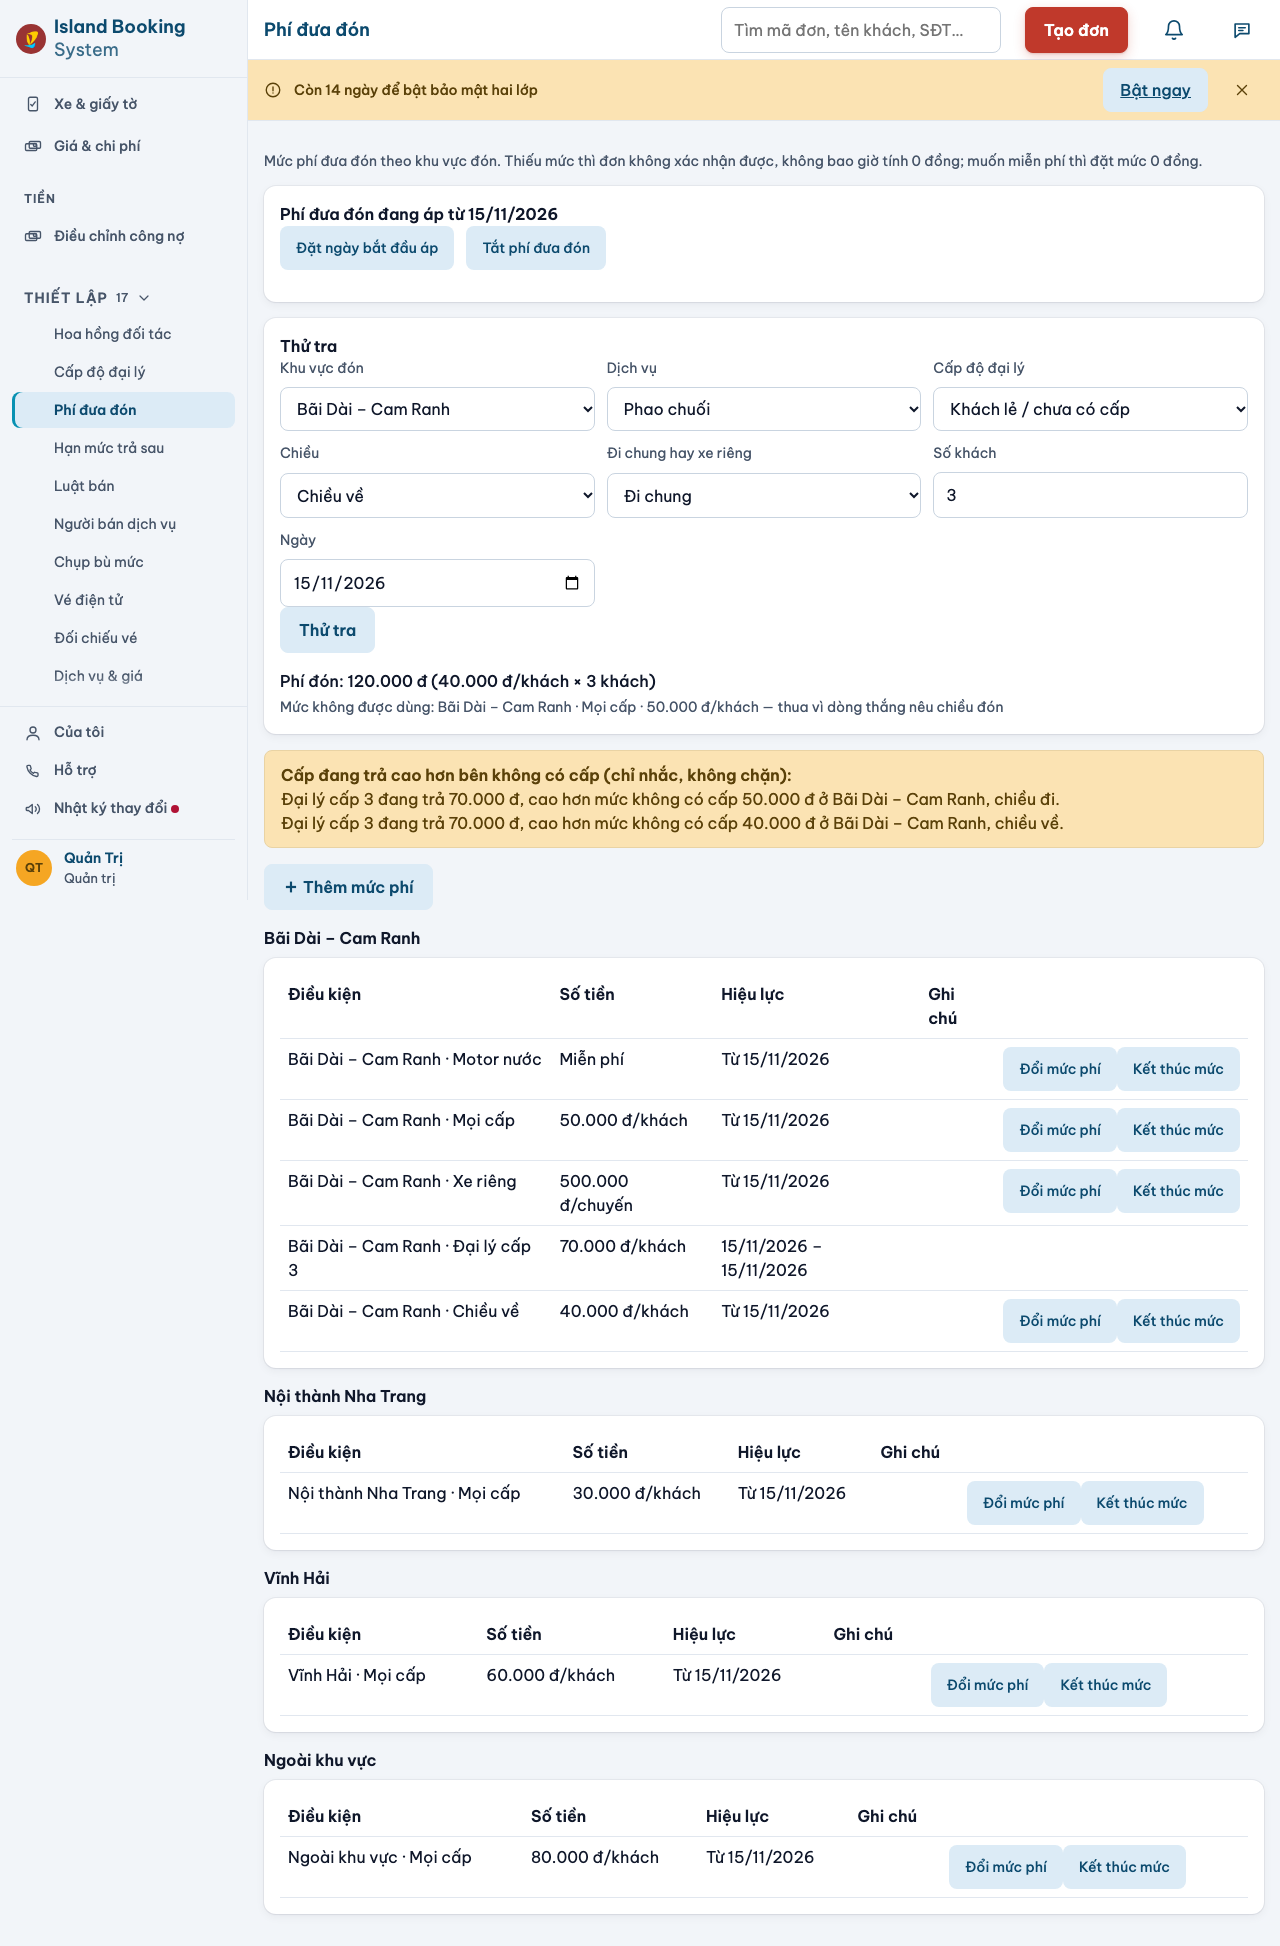 Island Booking
System
Xe & giấy tờ
Giá & chi phí
TIỀN
Điều chỉnh công nợ
THIẾT LẬP 17
Hoa hồng đối tác
Cấp độ đại lý
Phí đưa đón
Hạn mức trả sau
Luật bán
Người bán dịch vụ
Chụp bù mức
Vé điện tử
Đối chiếu vé
Dịch vụ & giá
Của tôi
Hỗ trợ
Nhật ký thay đổi
QT
Quản Trị
Quản trị
Phí đưa đón
Tìm mã đơn, tên khách, SĐT...
Tạo đơn
Còn 14 ngày để bật bảo mật hai lớp
Bật ngay
Mức phí đưa đón theo khu vực đón. Thiếu mức thì đơn không xác nhận được, không bao giờ tính 0 đồng; muốn miễn phí thì đặt mức 0 đồng.
Phí đưa đón đang áp từ 15/11/2026
Đặt ngày bắt đầu áp
Tắt phí đưa đón
Thử tra
Khu vực đón
Dịch vụ
Cấp độ đại lý
Bãi Dài – Cam Ranh
Phao chuối
Khách lẻ / chưa có cấp
Chiều
Đi chung hay xe riêng
Số khách
Chiều về
Đi chung
3
Ngày
15/11/2026
Thử tra
Phí đón: 120.000 đ (40.000 đ/khách × 3 khách)
Mức không được dùng: Bãi Dài – Cam Ranh · Mọi cấp · 50.000 đ/khách — thua vì dòng thắng nêu chiều đón
Cấp đang trả cao hơn bên không có cấp (chỉ nhắc, không chặn):
Đại lý cấp 3 đang trả 70.000 đ, cao hơn mức không có cấp 50.000 đ ở Bãi Dài – Cam Ranh, chiều đi.
Đại lý cấp 3 đang trả 70.000 đ, cao hơn mức không có cấp 40.000 đ ở Bãi Dài – Cam Ranh, chiều về.
+ Thêm mức phí
Bãi Dài – Cam Ranh
Điều kiện
Số tiền
Hiệu lực
Ghi
chú
Bãi Dài – Cam Ranh · Motor nước
Miễn phí
Từ 15/11/2026
Đổi mức phí
Kết thúc mức
Bãi Dài – Cam Ranh · Mọi cấp
50.000 đ/khách
Từ 15/11/2026
Đổi mức phí
Kết thúc mức
Bãi Dài – Cam Ranh · Xe riêng
500.000
đ/chuyến
Từ 15/11/2026
Đổi mức phí
Kết thúc mức
Bãi Dài – Cam Ranh · Đại lý cấp
3
70.000 đ/khách
15/11/2026 –
15/11/2026
Bãi Dài – Cam Ranh · Chiều về
40.000 đ/khách
Từ 15/11/2026
Đổi mức phí
Kết thúc mức
Nội thành Nha Trang
Điều kiện
Số tiền
Hiệu lực
Ghi chú
Nội thành Nha Trang · Mọi cấp
30.000 đ/khách
Từ 15/11/2026
Đổi mức phí
Kết thúc mức
Vĩnh Hải
Điều kiện
Số tiền
Hiệu lực
Ghi chú
Vĩnh Hải · Mọi cấp
60.000 đ/khách
Từ 15/11/2026
Đổi mức phí
Kết thúc mức
Ngoài khu vực
Điều kiện
Số tiền
Hiệu lực
Ghi chú
Ngoài khu vực · Mọi cấp
80.000 đ/khách
Từ 15/11/2026
Đổi mức phí
Kết thúc mức